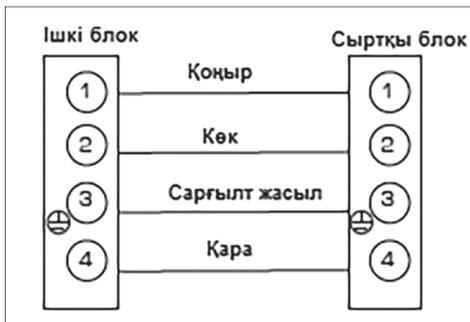 Ішкі блок
Сыртқы блок
1 Қоңыр 1
2 Көк 2
3 Сарғылт жасыл 3
4 Қара 4